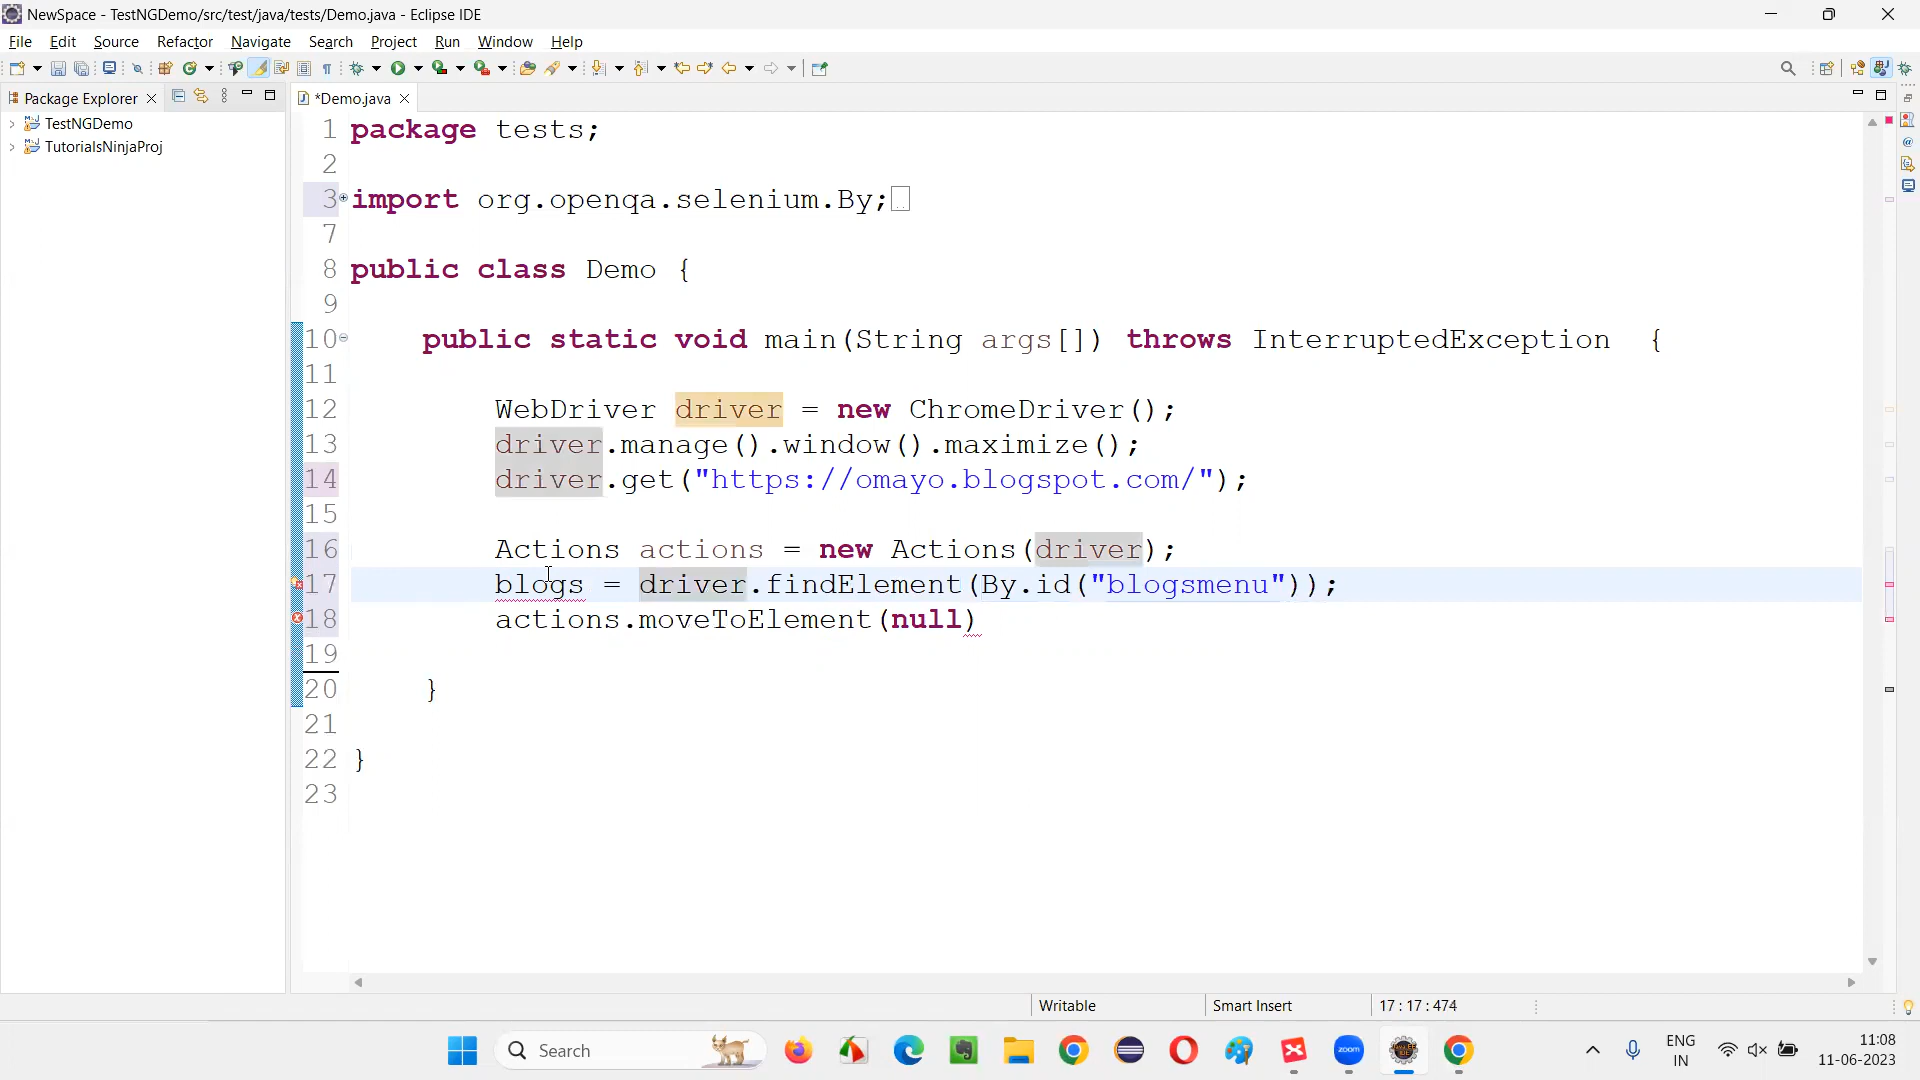 NewSpace - TestNGDemo/src/test/java/tests/Demo.java - Eclipse IDE
File Edit Source Refactor Navigate Search Project Run Window Help
Package Explorer
*Demo.java
TestNGDemo
TutorialsNinjaProj
1 package tests;
2
3 import org.openqa.selenium.By;
7
8 public class Demo {
9
10 public static void main(String args[]) throws InterruptedException {
11
12 WebDriver driver = new ChromeDriver();
13 driver.manage().window().maximize();
14 driver.get("https://omayo.blogspot.com/");
15
16 Actions actions = new Actions(driver);
17 blogs = driver.findElement(By.id("blogsmenu"));
18 actions.moveToElement(null)
19
20 }
21
22 }
23
Writable Smart Insert 17 : 17 : 474
Search
zoom
ENG
IN
11:08
11-06-2023